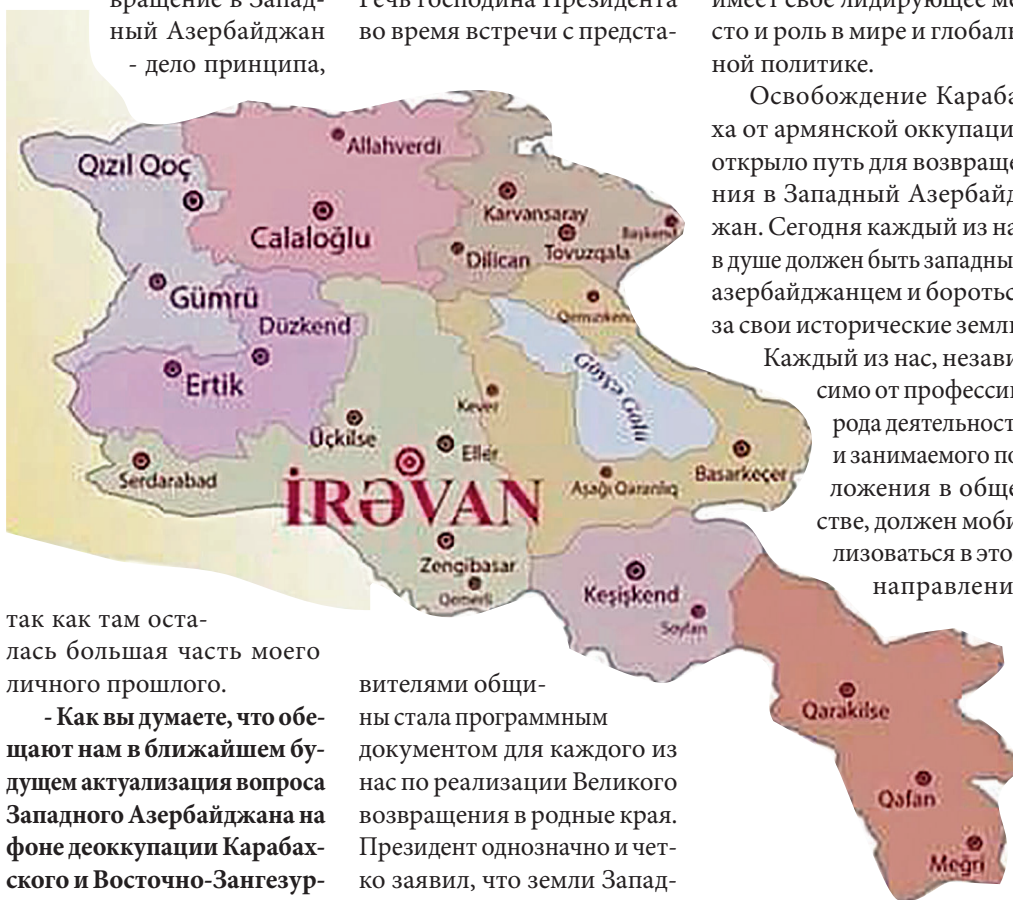 вращение в Запад-
ный Азербайджан
- дело принципа,
так как там оста-
лась большая часть моего
личного прошлого.
- Как вы думаете, что обе-
щают нам в ближайшем бу-
дущем актуализация вопроса
Западного Азербайджана на
фоне деоккупации Карабах-
ского и Восточно-Зангезур-
Речь господина Президента
во время встречи с предста-
вителями общи-
ны стала программным
документом для каждого из
нас по реализации Великого
возвращения в родные края.
Президент однозначно и чет-
ко заявил, что земли Запад-
имеет свое лидирующее ме
сто и роль в мире и глобаль
ной политике.
Освобождение Караба
ха от армянской оккупаци
открыло путь для возвраще
ния в Западный Азербайд
жан. Сегодня каждый из на
в душе должен быть западны
азербайджанцем и боротьс
за свои исторические земли
Каждый из нас, незави
симо от профессии
рода деятельност
и занимаемого по
ложения в обще
стве, должен моби
лизоваться в это
направлени
Allahverdi
Qızıl Qoç
Calaloğlu
Karvansaray
Başkend
Tovuzqala
Dilican
Gümrü
Düzkend
Ertik
Göyçə Gölü
Kever
Üçkilse
Eller
Serdarabad
İRƏVAN
Aşağı Qaranlıq
Basarkeçer
Zengibasar
Qemerli
Keşişkend
Soylan
Qarakilse
Qafan
Meğri